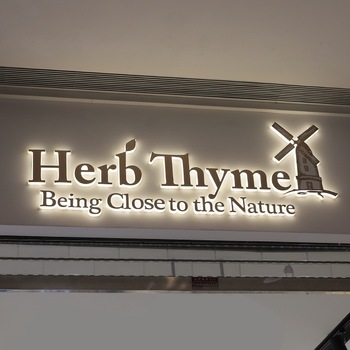 Herb Thyme
Being Close to the Nature